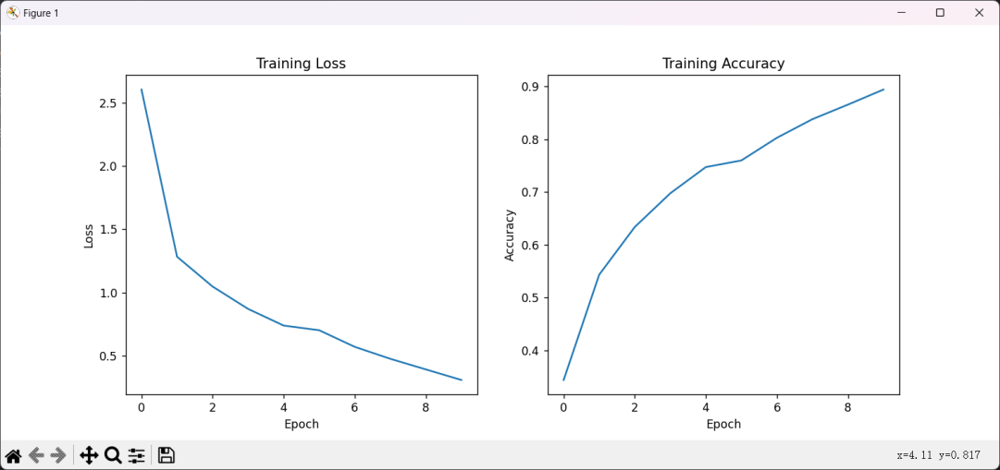 Figure 1
Training Loss
Loss
2.5
2.0
1.5
1.0
0.5
0 2 4 6 8
Epoch
Training Accuracy
Accuracy
0.9
0.8
0.7
0.6
0.5
0.4
0 2 4 6 8
Epoch
x=4.11 y=0.817